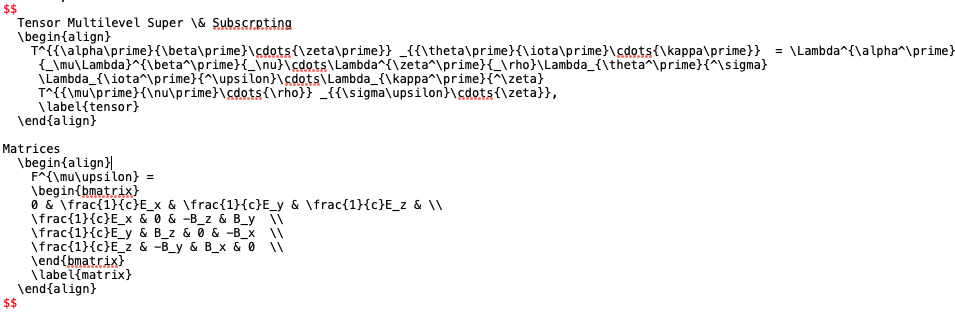 $$
Tensor Multilevel Super \& Subscrpting
\begin{align}
T^{{\alpha\prime}{\beta\prime}\cdots{\zeta\prime}} _{{\theta\prime}{\iota\prime}\cdots{\kappa\prime}}  = \Lambda^{\alpha^\prime}
{_\mu\Lambda}^{\beta^\prime}{_\nu}\cdots\Lambda^{\zeta^\prime}{_\rho}\Lambda_{\theta^\prime}{^\sigma}
\Lambda_{\iota^\prime}{^\upsilon}\cdots\Lambda_{\kappa^\prime}{^\zeta}
T^{{\mu\prime}{\nu\prime}\cdots{\rho}} _{{\sigma\upsilon}\cdots{\zeta}},
\label{tensor}
\end{align}
Matrices
\begin{align}
F^{\mu\upsilon} =
\begin{bmatrix}
0 & \frac{1}{c}E_x & \frac{1}{c}E_y & \frac{1}{c}E_z & \\
\frac{1}{c}E_x & 0 & -B_z & B_y  \\
\frac{1}{c}E_y & B_z & 0 & -B_x  \\
\frac{1}{c}E_z & -B_y & B_x & 0  \\
\end{bmatrix}
\label{matrix}
\end{align}
$$